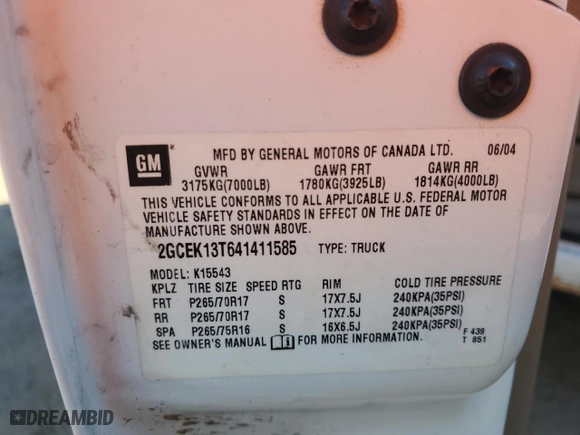 GM
MFD BY GENERAL MOTORS OF CANADA LTD. 06/04
GVWR GAWR FRT GAWR RR
3175KG(7000LB) 1780KG(3925LB) 1814KG(4000LB)
THIS VEHICLE CONFORMS TO ALL APPLICABLE U.S. FEDERAL MOTOR
VEHICLE SAFETY STANDARDS IN EFFECT ON THE DATE OF
MANUFACTURE SHOWN ABOVE.
2GCEK13T641411585 TYPE: TRUCK
MODEL: K15543
KPLZ TIRE SIZE SPEED RTG RIM COLD TIRE PRESSURE
FRT P265/70R17 S 17X7.5J 240KPA(35PSI)
RR P265/70R17 S 17X7.5J 240KPA(35PSI)
SPA P265/75R16 S 16X6.5J 240KPA(35PSI)
SEE OWNER'S MANUAL FOR MORE INFORMATION.
F 439
T 851
DREAMBID